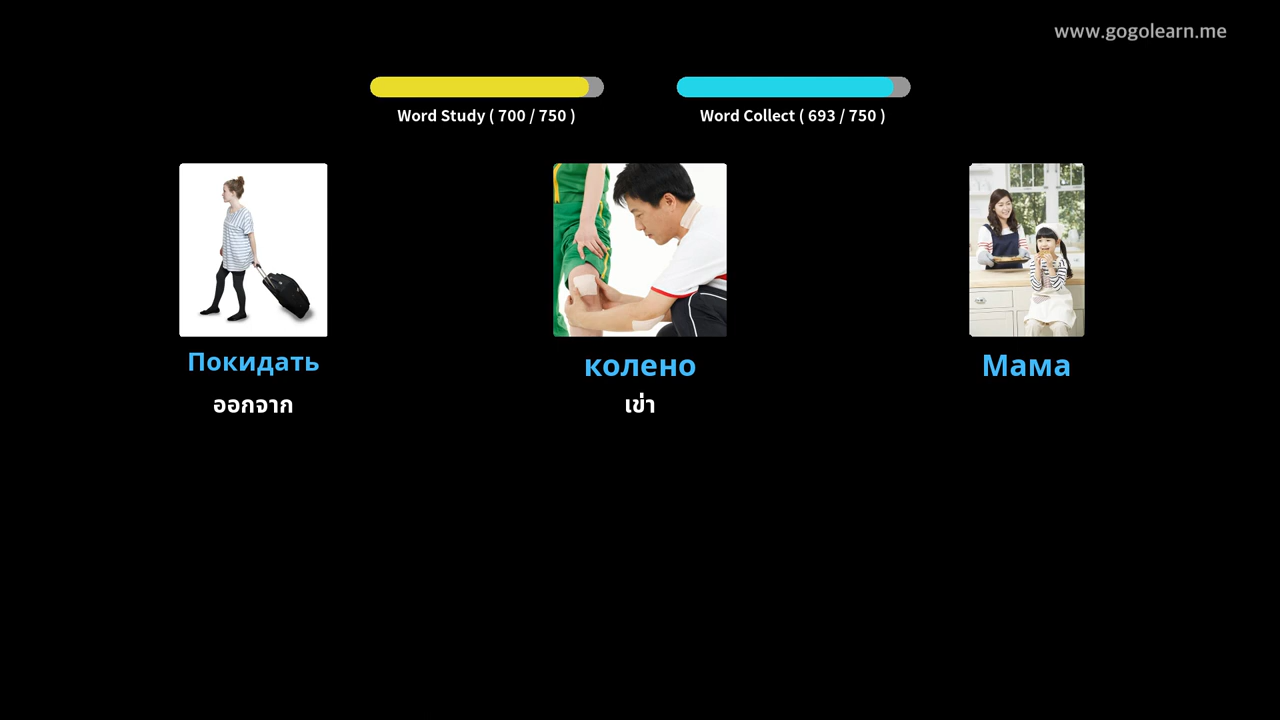 www.gogolearn.me
Word Study ( 700 / 750 )
Word Collect ( 693 / 750 )
Покидать
колено
Мама
ออกจาก
เข่า